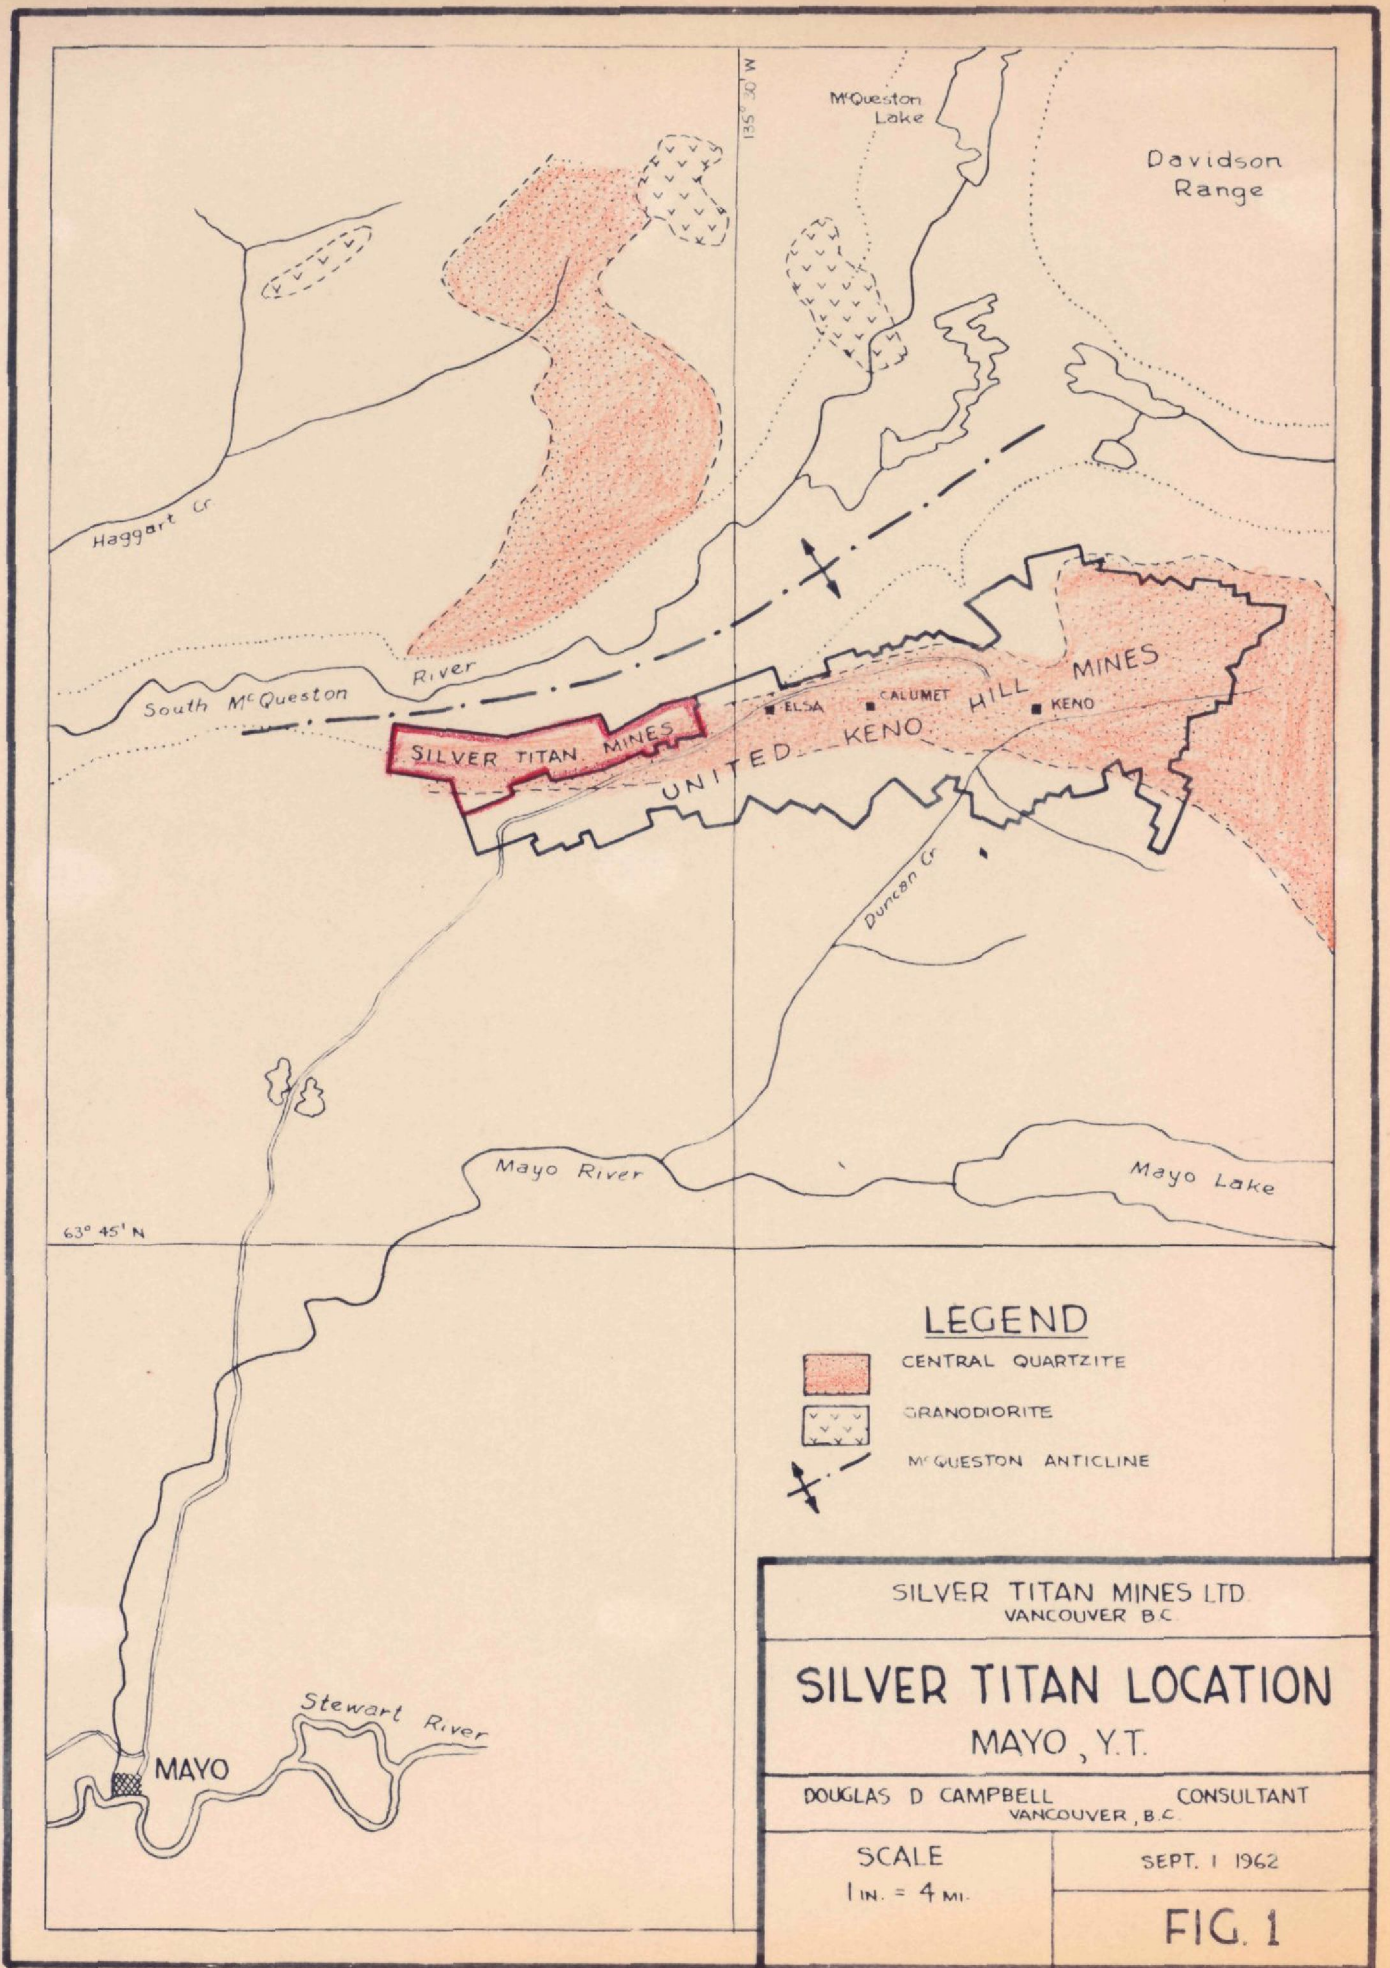 135° 30' W
McQueston
Lake
Davidson
Range
Haggart Cr
South McQueston River
SILVER TITAN MINES
UNITED KENO HILL MINES
ELSA
CALUMET
KENO
Duncan Cr
Mayo River
Mayo Lake
63° 45' N
LEGEND
CENTRAL QUARTZITE
GRANODIORITE
McQUESTON ANTICLINE
Stewart River
MAYO
SILVER TITAN MINES LTD.
VANCOUVER B.C.
SILVER TITAN LOCATION
MAYO, Y.T.
DOUGLAS D CAMPBELL CONSULTANT
VANCOUVER, B.C.
SCALE
1 IN. = 4 MI.
SEPT. 1 1962
FIG. 1